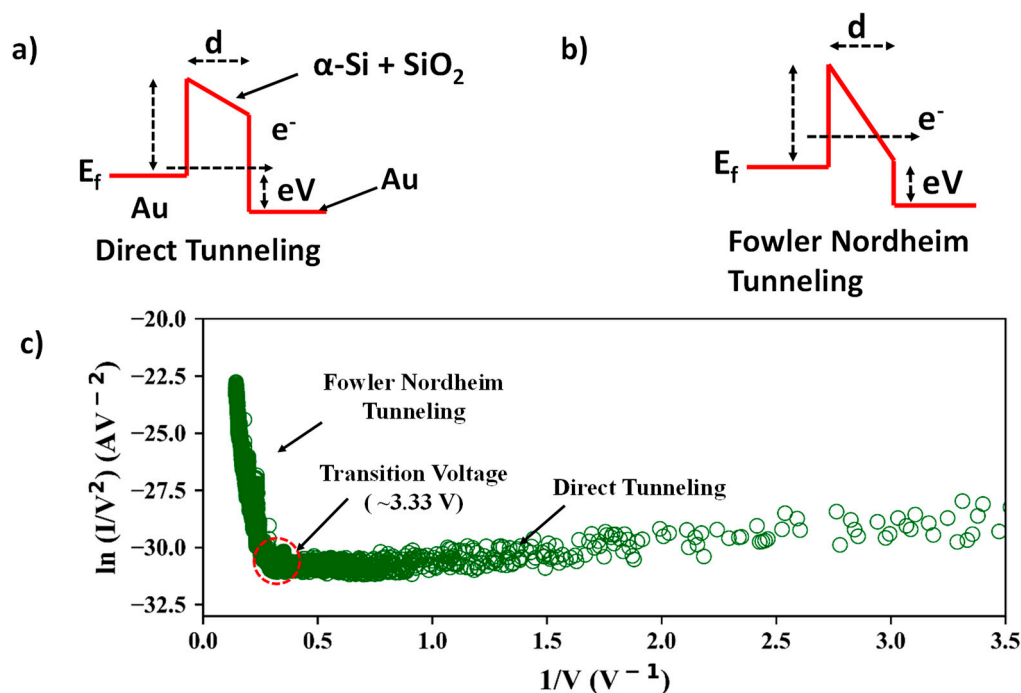 a)
d
α-Si + SiO₂
e⁻
E_f
eV
Au
Au
Direct Tunneling
b)
d
e⁻
E_f
eV
Fowler Nordheim
Tunneling
c)
−20.0
−22.5
−25.0
−27.5
−30.0
−32.5
ln (I/V²) (AV⁻²)
Fowler Nordheim
Tunneling
Transition Voltage
( ~3.33 V)
Direct Tunneling
0.0 0.5 1.0 1.5 2.0 2.5 3.0 3.5
1/V (V⁻¹)